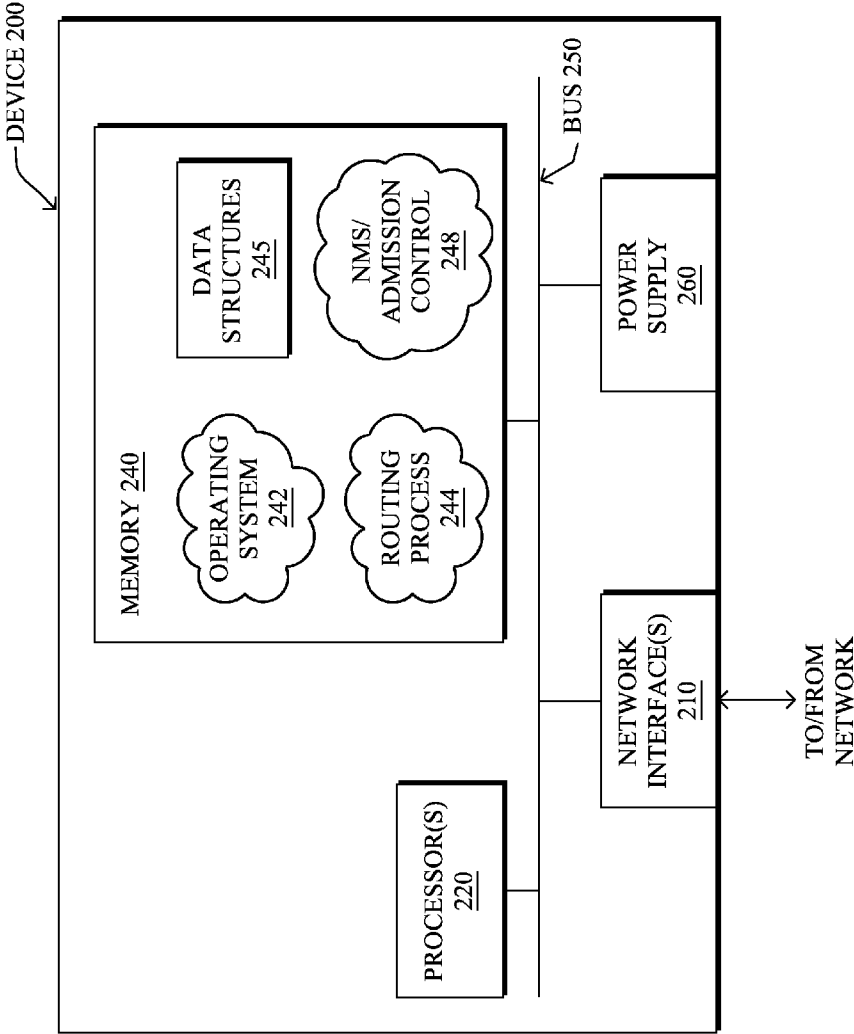 DEVICE 200
MEMORY 240
OPERATING
SYSTEM
242
DATA
STRUCTURES
245
ROUTING
PROCESS
244
NMS/
ADMISSION
CONTROL
248
PROCESSOR(S)
220
BUS 250
NETWORK
INTERFACE(S)
210
POWER
SUPPLY
260
TO/FROM
NETWORK